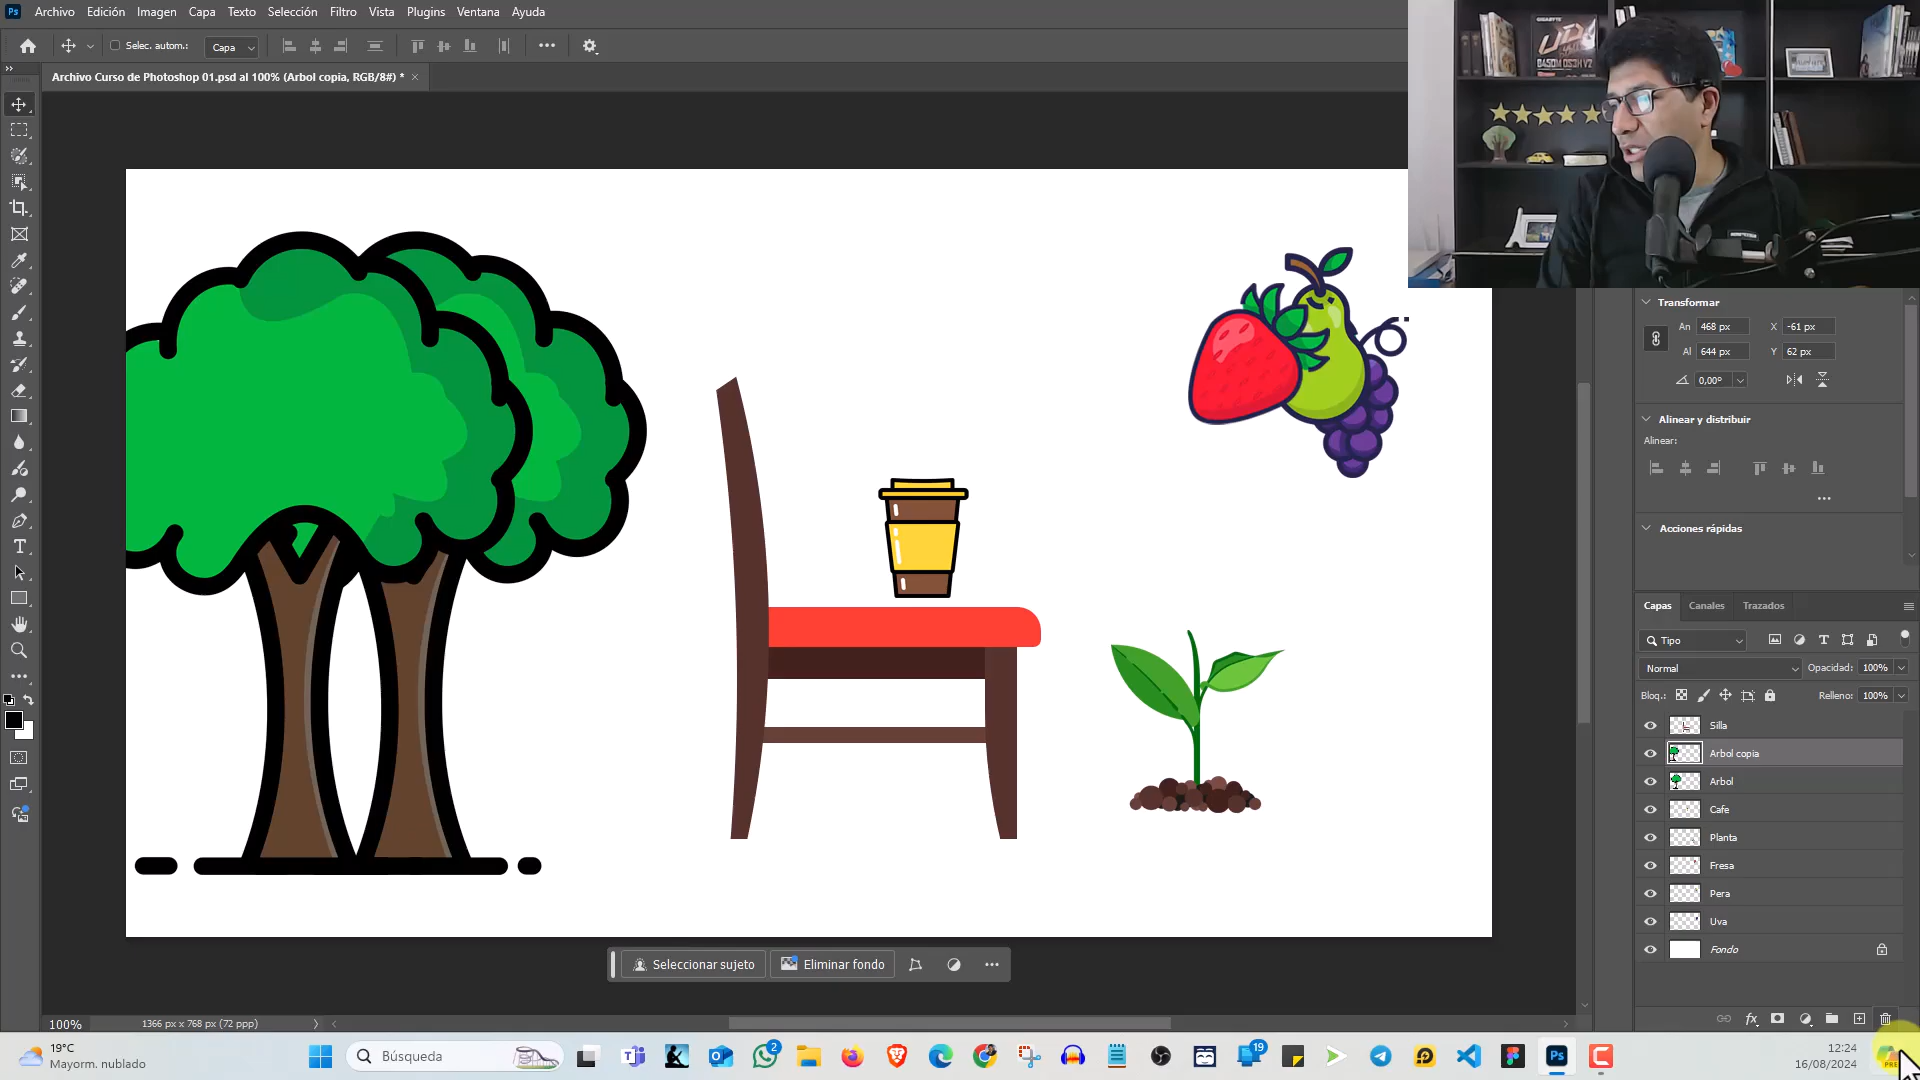 Archivo Edición Imagen Capa Texto Selección Filtro Vista Plugins Ventana Ayuda
Selec. autom.: Capa
Archivo Curso de Photoshop 01.psd al 100% (Arbol copia, RGB/8#) *
GIGABYTE
Transformar
An 468 px X -61 px
Al 644 px Y 62 px
0,00°
Alinear y distribuir
Alinear:
Acciones rápidas
Capas Canales Trazados
Tipo
Normal Opacidad: 100%
Bloq.: Relleno: 100%
Silla
Arbol copia
Arbol
Cafe
Planta
Fresa
Pera
Uva
Fondo
Seleccionar sujeto Eliminar fondo
100% 1366 px x 768 px (72 ppp)
19°C
Mayorm. nublado
Búsqueda
2
19
12:24
16/08/2024
PRE